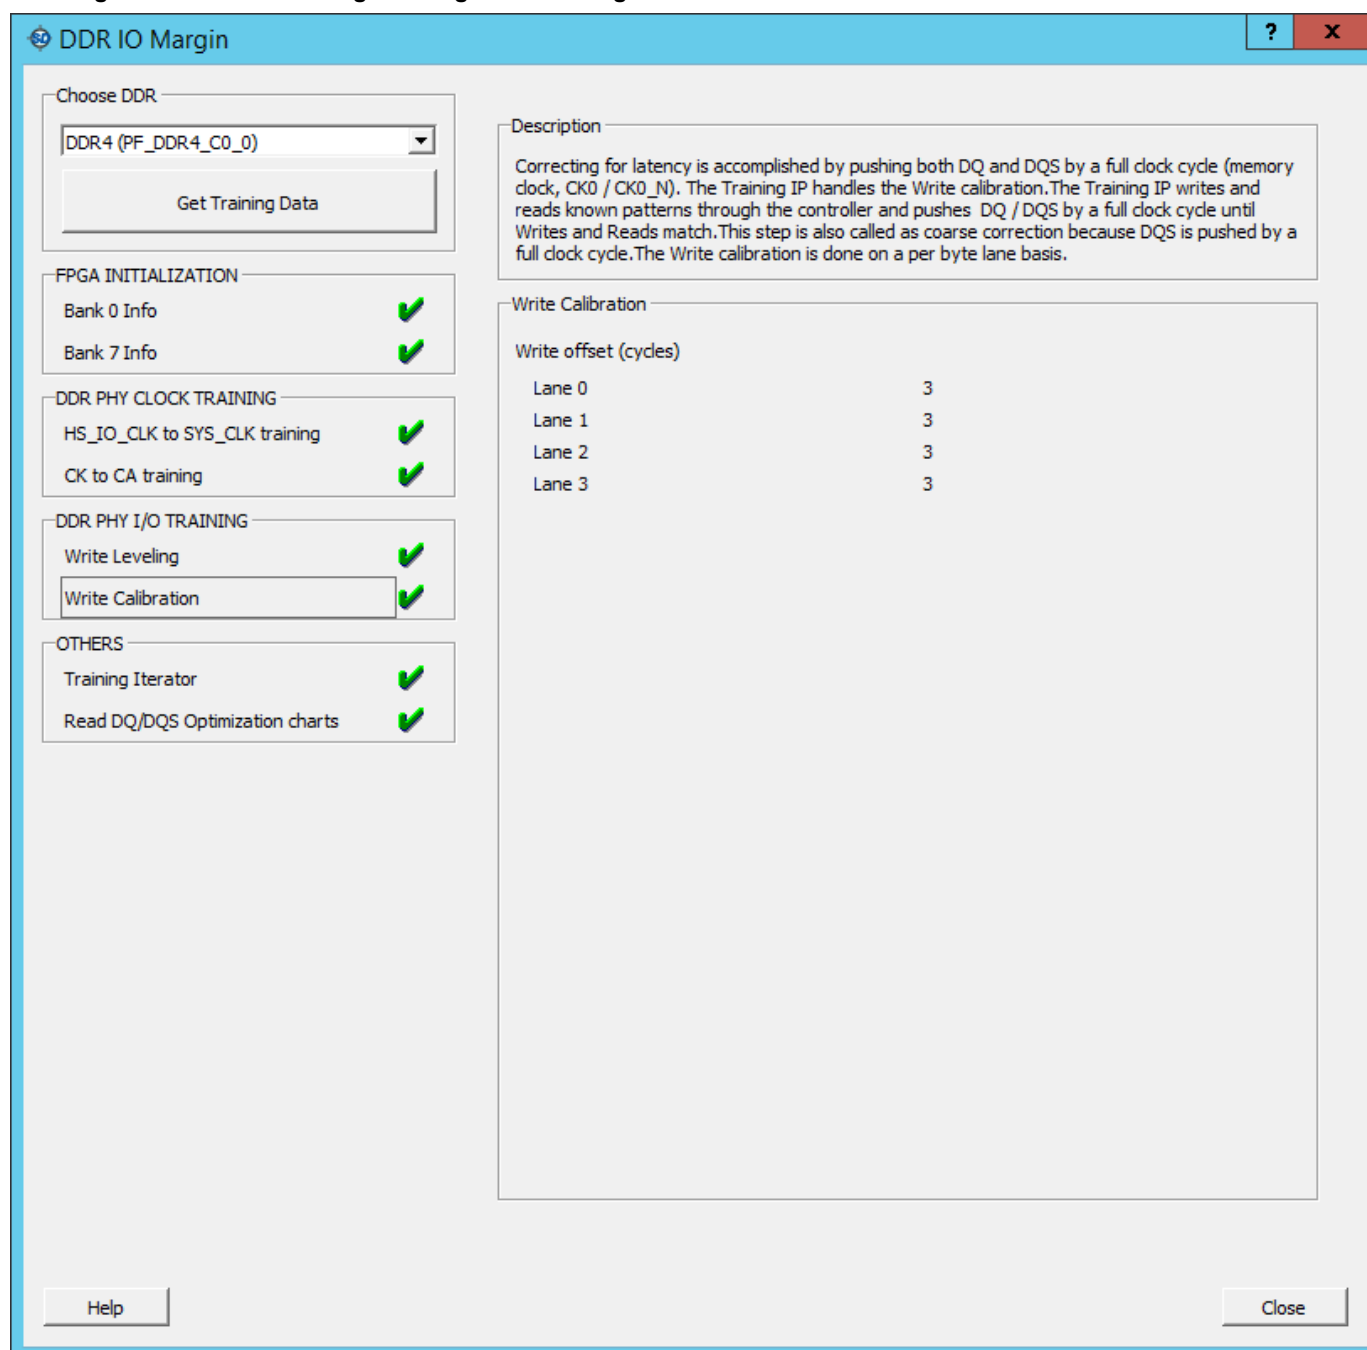 DDR IO Margin
?
x
Choose DDR
DDR4 (PF_DDR4_C0_0)
Get Training Data
FPGA INITIALIZATION
Bank 0 Info
Bank 7 Info
DDR PHY CLOCK TRAINING
HS_IO_CLK to SYS_CLK training
CK to CA training
DDR PHY I/O TRAINING
Write Leveling
Write Calibration
OTHERS
Training Iterator
Read DQ/DQS Optimization charts
Description
Correcting for latency is accomplished by pushing both DQ and DQS by a full clock cycle (memory
clock, CK0 / CK0_N). The Training IP handles the Write calibration.The Training IP writes and
reads known patterns through the controller and pushes  DQ / DQS by a full clock cycle until
Writes and Reads match.This step is also called as coarse correction because DQS is pushed by a
full clock cycle.The Write calibration is done on a per byte lane basis.
Write Calibration
Write offset (cycles)
Lane 0 3
Lane 1 3
Lane 2 3
Lane 3 3
Help
Close